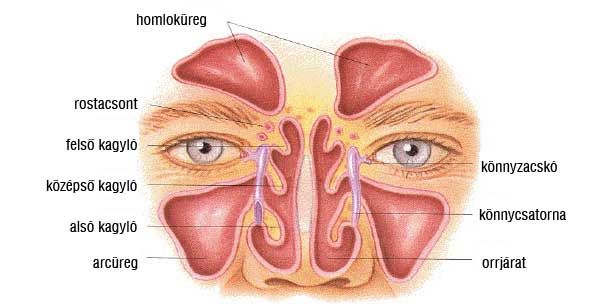 homloküreg
rostacsont
felső kagyló
középső kagyló
alsó kagyló
arcüreg
könnyzacskó
könnycsatorna
orrjárat